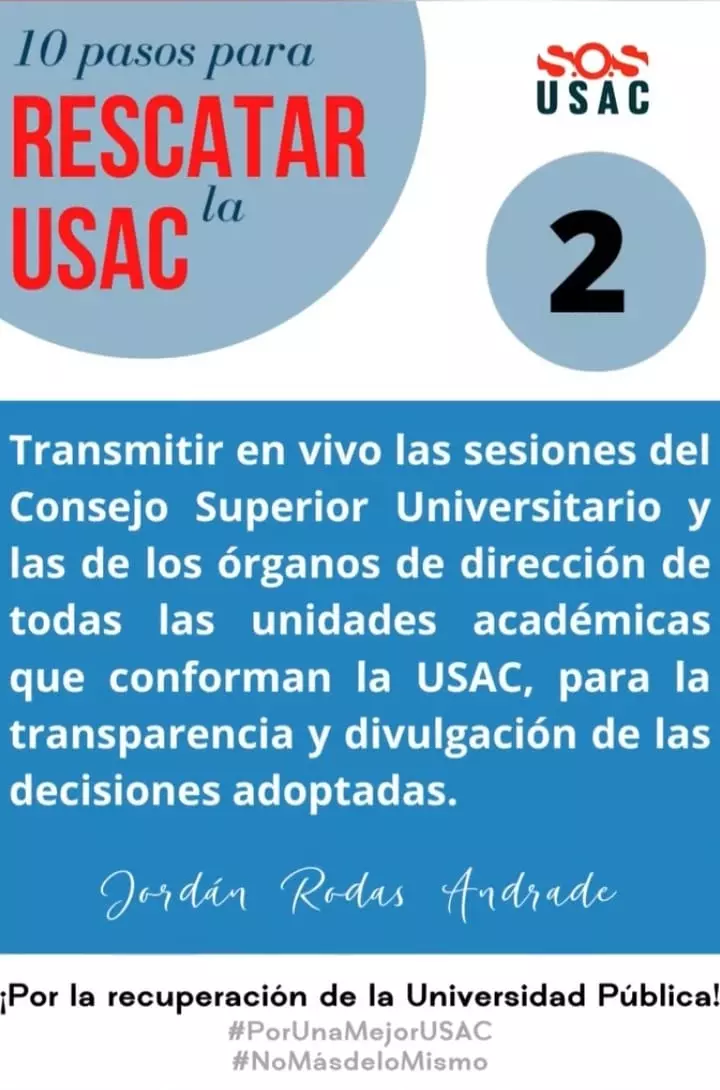 10 pasos para
RESCATAR
la
USAC
S.O.S
USAC
2
Transmitir en vivo las sesiones del
Consejo Superior Universitario y
las de los órganos de dirección de
todas las unidades académicas
que conforman la USAC, para la
transparencia y divulgación de las
decisiones adoptadas.
Jordán Rodas Andrade
¡Por la recuperación de la Universidad Pública!
#PorUnaMejorUSAC
#NoMásdeloMismo